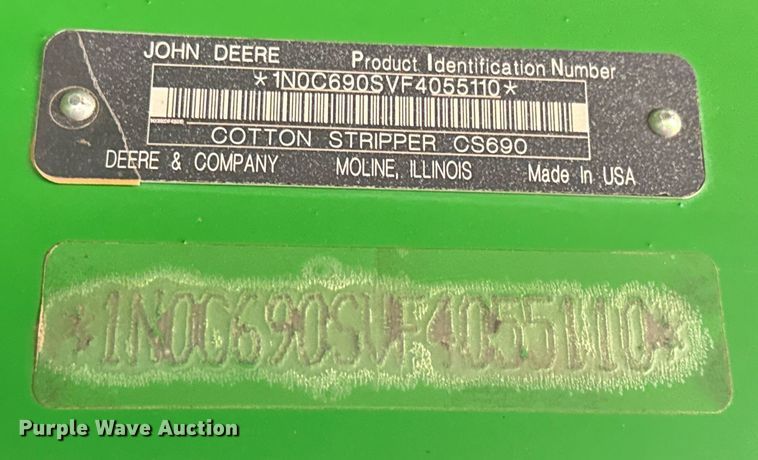 JOHN DEERE Product Identification Number
*1N0C690SVF4055110*
COTTON STRIPPER CS690
DEERE & COMPANY MOLINE, ILLINOIS Made In USA
*1N0C690SVF4055110*
Purple Wave Auction